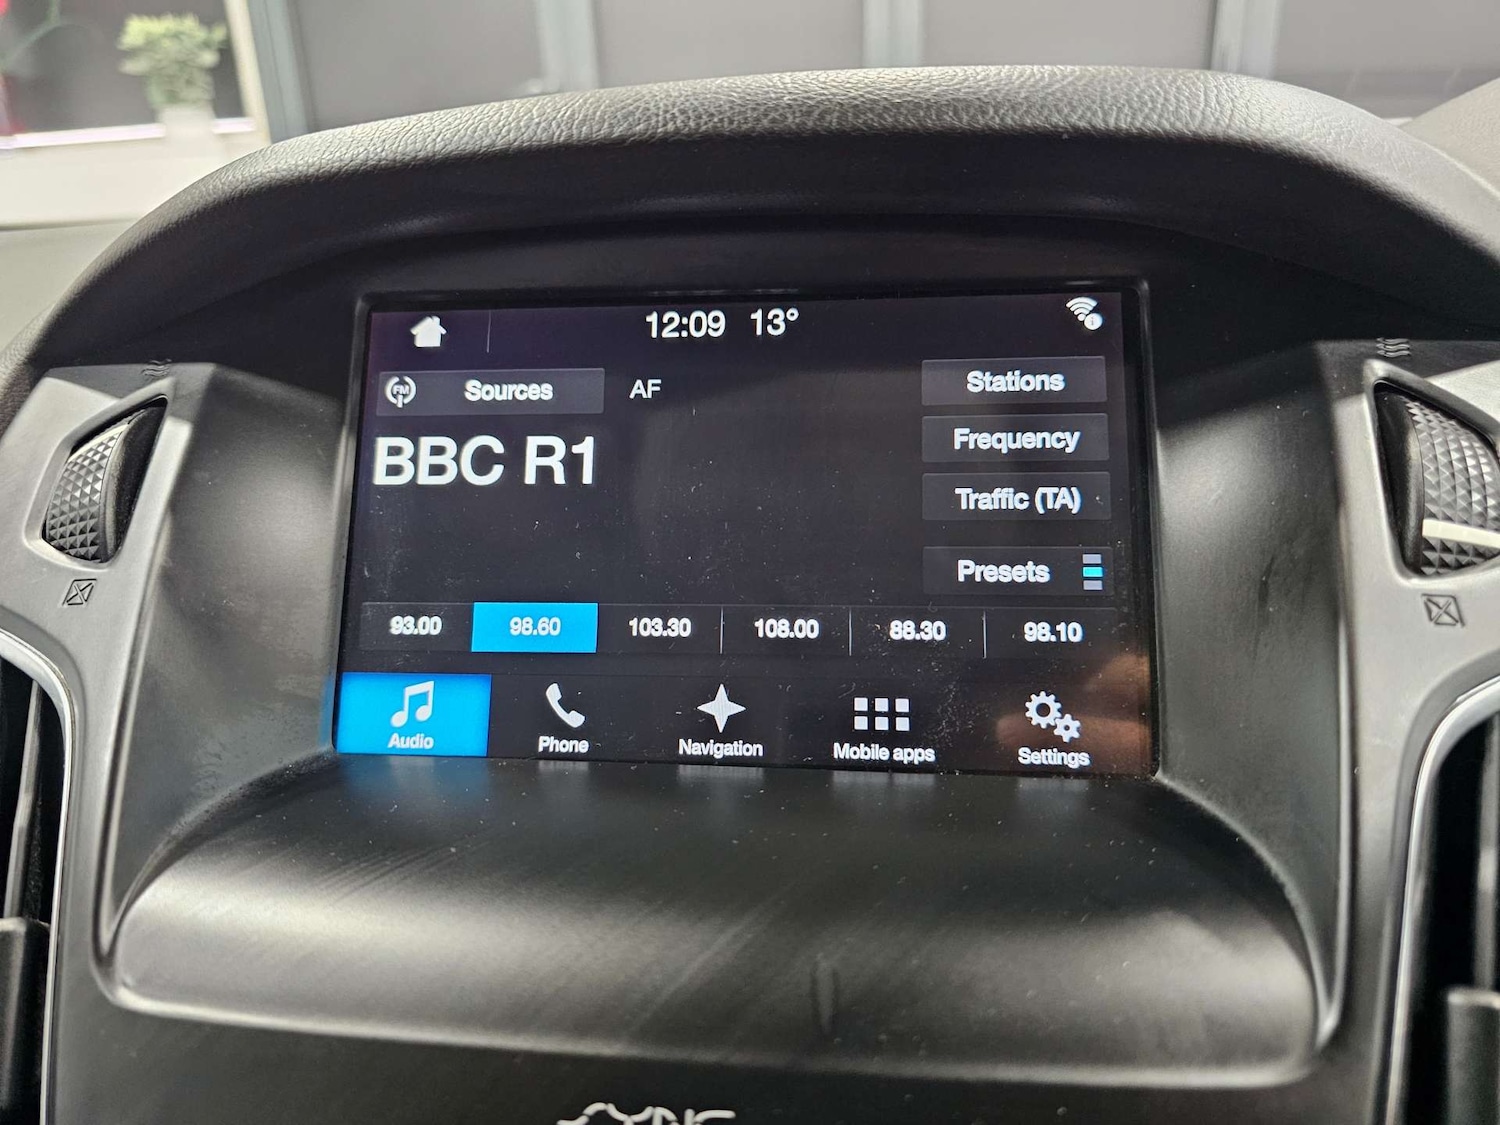 12:09 13°
FM Sources AF Stations
BBC R1
Frequency
Traffic (TA)
Presets
93.00 98.60 103.30 108.00 88.30 98.10
Audio Phone Navigation Mobile apps Settings